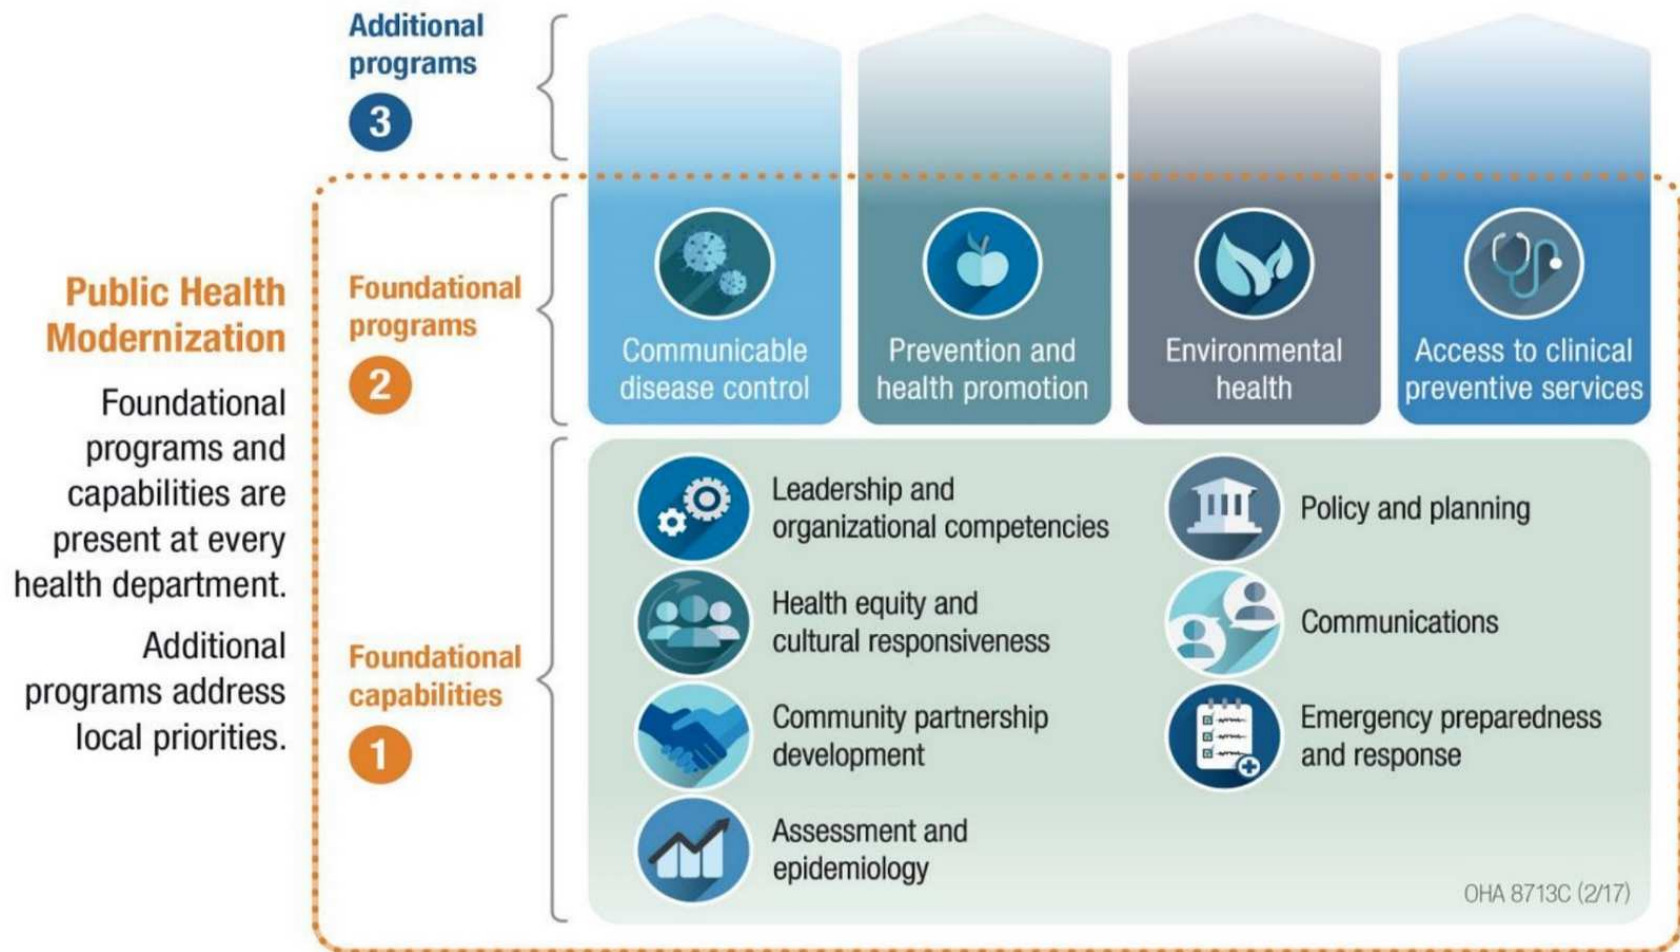 Additional
programs
3
Public Health
Modernization
Foundational
programs and
capabilities are
present at every
health department.
Additional
programs address
local priorities.
Foundational
programs
2
Communicable
disease control
Prevention and
health promotion
Environmental
health
Access to clinical
preventive services
Foundational
capabilities
1
Leadership and
organizational competencies
Health equity and
cultural responsiveness
Community partnership
development
Assessment and
epidemiology
Policy and planning
Communications
Emergency preparedness
and response
OHA 8713C (2/17)